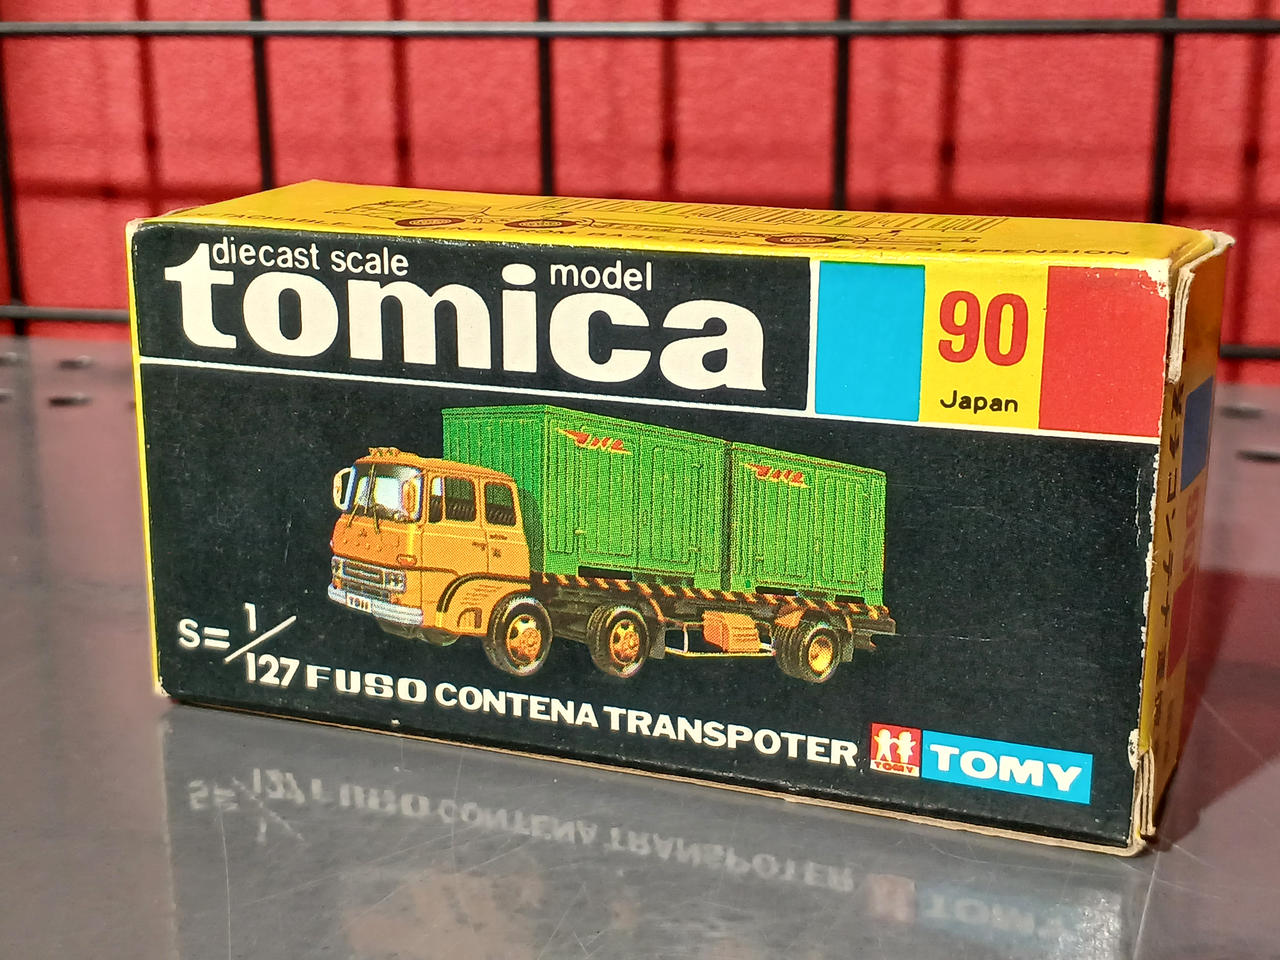 diecast scale model
tomica
90
Japan
S=1/127 FUSO CONTENA TRANSPOTER
TOMY
TOMY